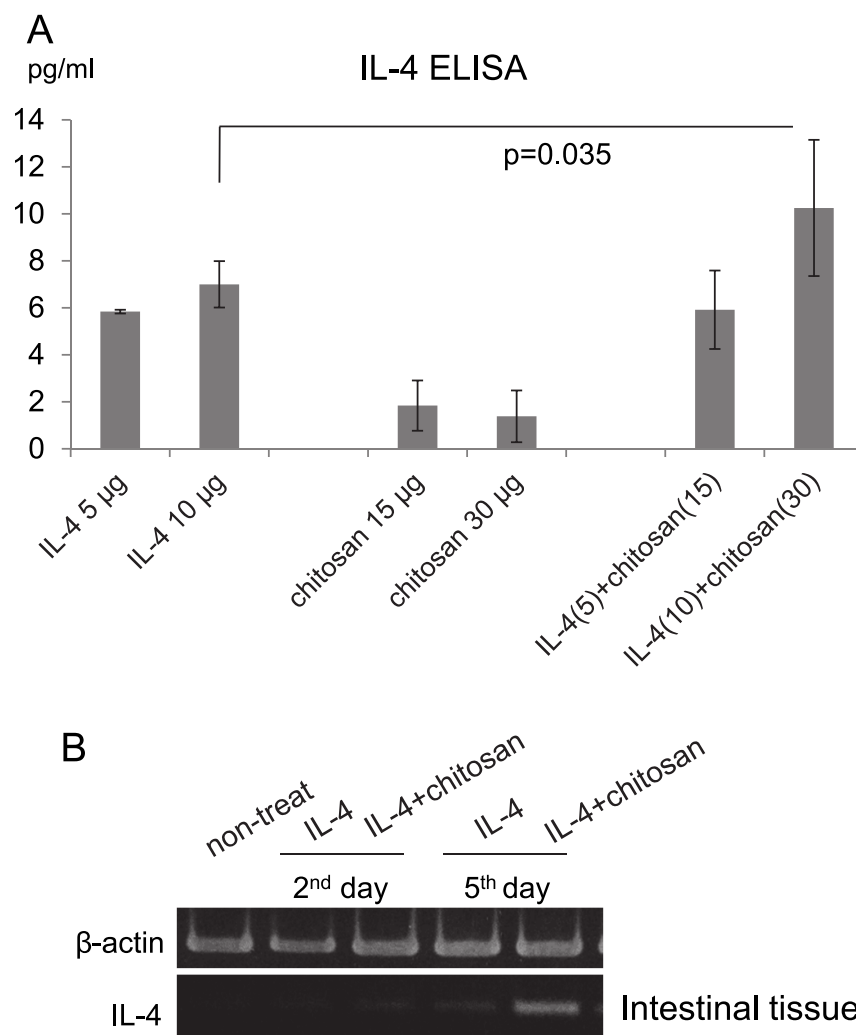 A
pg/ml
IL-4 ELISA
14
12
10
8
6
4
2
0
p=0.035
IL-4 5 µg
IL-4 10 µg
chitosan 15 µg
chitosan 30 µg
IL-4(5)+chitosan(15)
IL-4(10)+chitosan(30)
B
non-treat
IL-4
IL-4+chitosan
IL-4
IL-4+chitosan
2nd day
5th day
β-actin
IL-4
Intestinal tissue